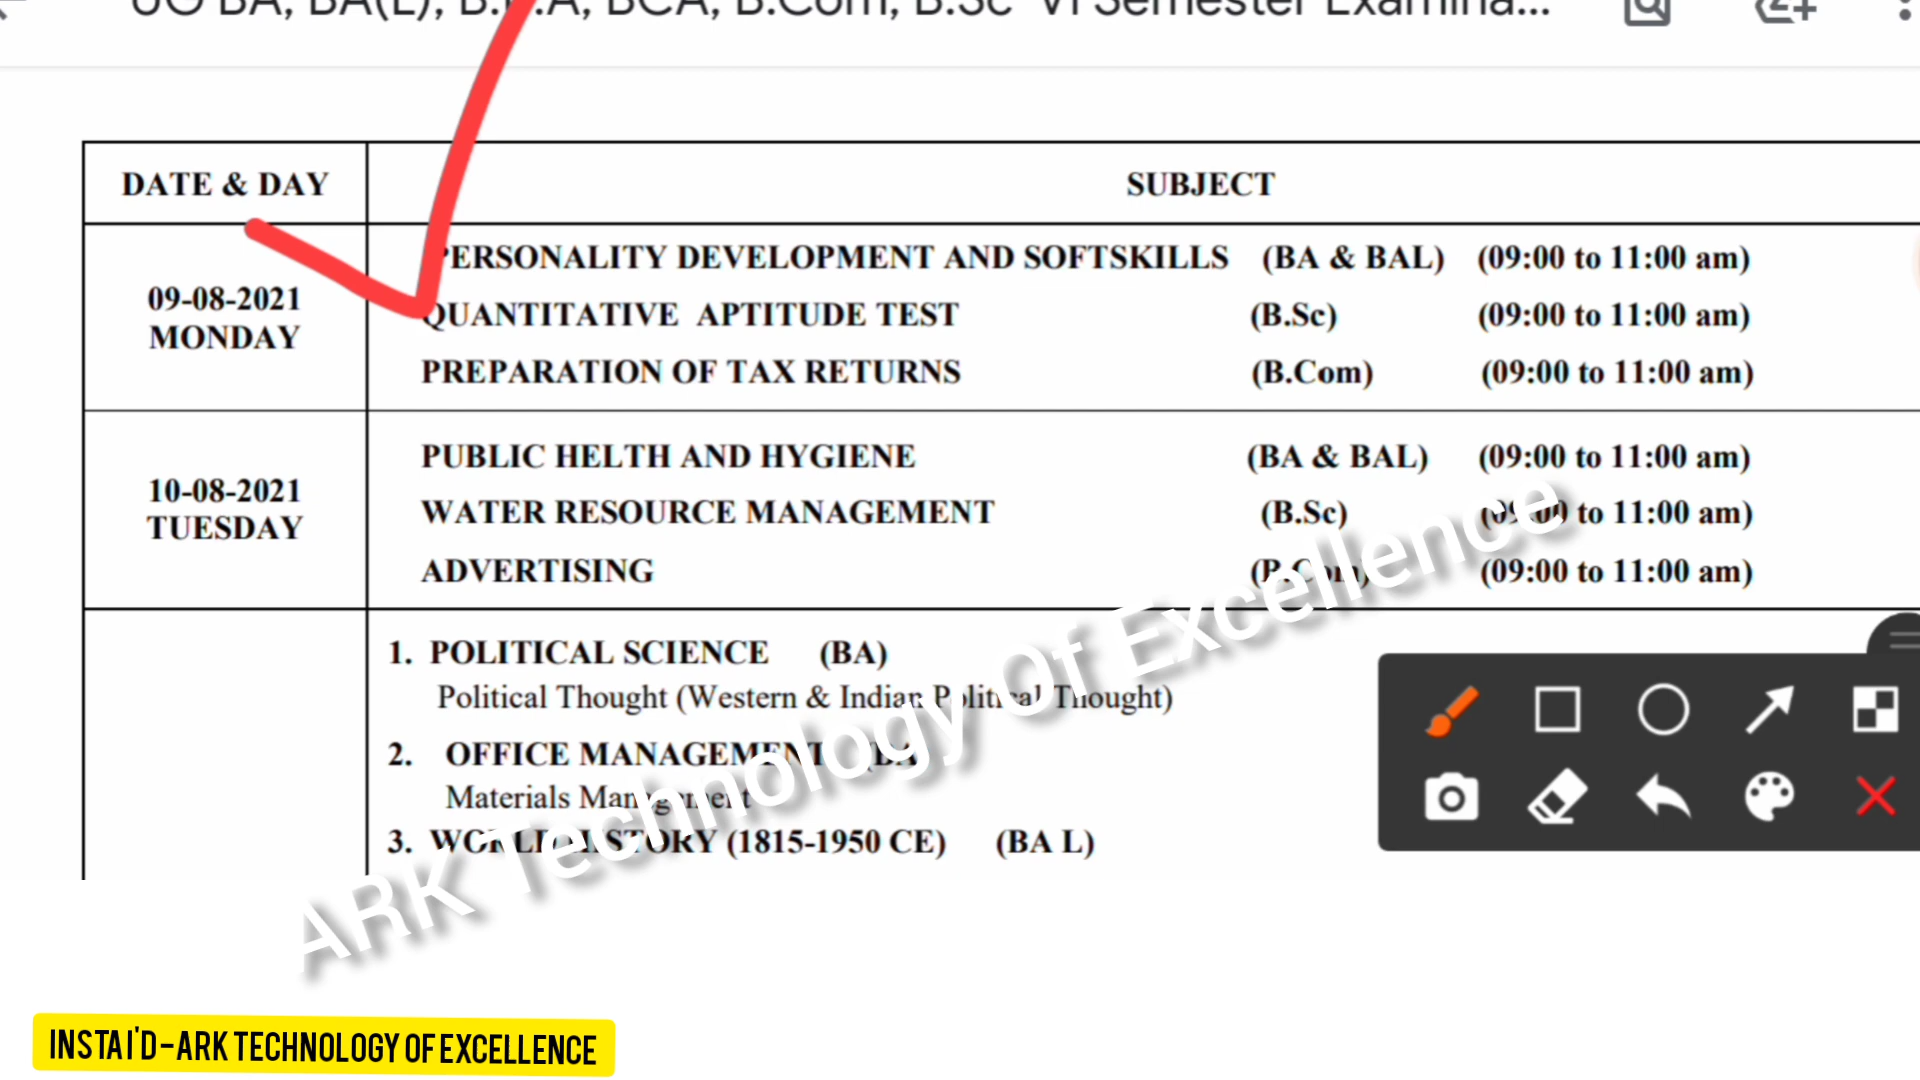 BA, BA(L), BCA, B.Com, B.Sc VI Semester Examina...
DATE & DAY SUBJECT
09-08-2021
MONDAY
PERSONALITY DEVELOPMENT AND SOFTSKILLS (BA & BAL) (09:00 to 11:00 am)
QUANTITATIVE APTITUDE TEST (B.Sc) (09:00 to 11:00 am)
PREPARATION OF TAX RETURNS (B.Com) (09:00 to 11:00 am)
10-08-2021
TUESDAY
PUBLIC HELTH AND HYGIENE (BA & BAL) (09:00 to 11:00 am)
WATER RESOURCE MANAGEMENT (B.Sc) (09:00 to 11:00 am)
ADVERTISING (B.Com) (09:00 to 11:00 am)
1. POLITICAL SCIENCE (BA)
Political Thought (Western & Indian Political Thought)
2. OFFICE MANAGEMENT (BA
Materials Management
3. WORLD HISTORY (1815-1950 CE) (BA L)
ARK Technology Of Excellence
INSTA I'D - ARK TECHNOLOGY OF EXCELLENCE